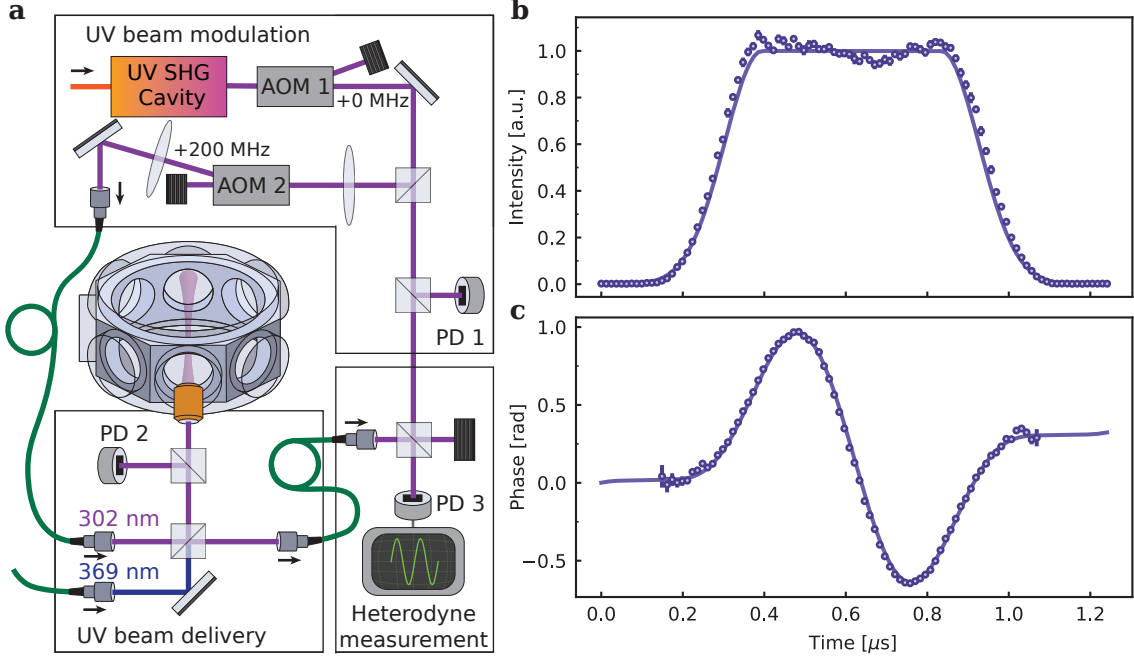 a
UV beam modulation
UV SHG
Cavity
AOM 1
+0 MHz
+200 MHz
AOM 2
PD 1
PD 2
PD 3
302 nm
369 nm
UV beam delivery
Heterodyne
measurement
b
Intensity [a.u.]
1.0
0.8
0.6
0.4
0.2
0.0
c
Phase [rad]
1.0
0.5
0.0
−0.5
0.0 0.2 0.4 0.6 0.8 1.0 1.2
Time [μs]